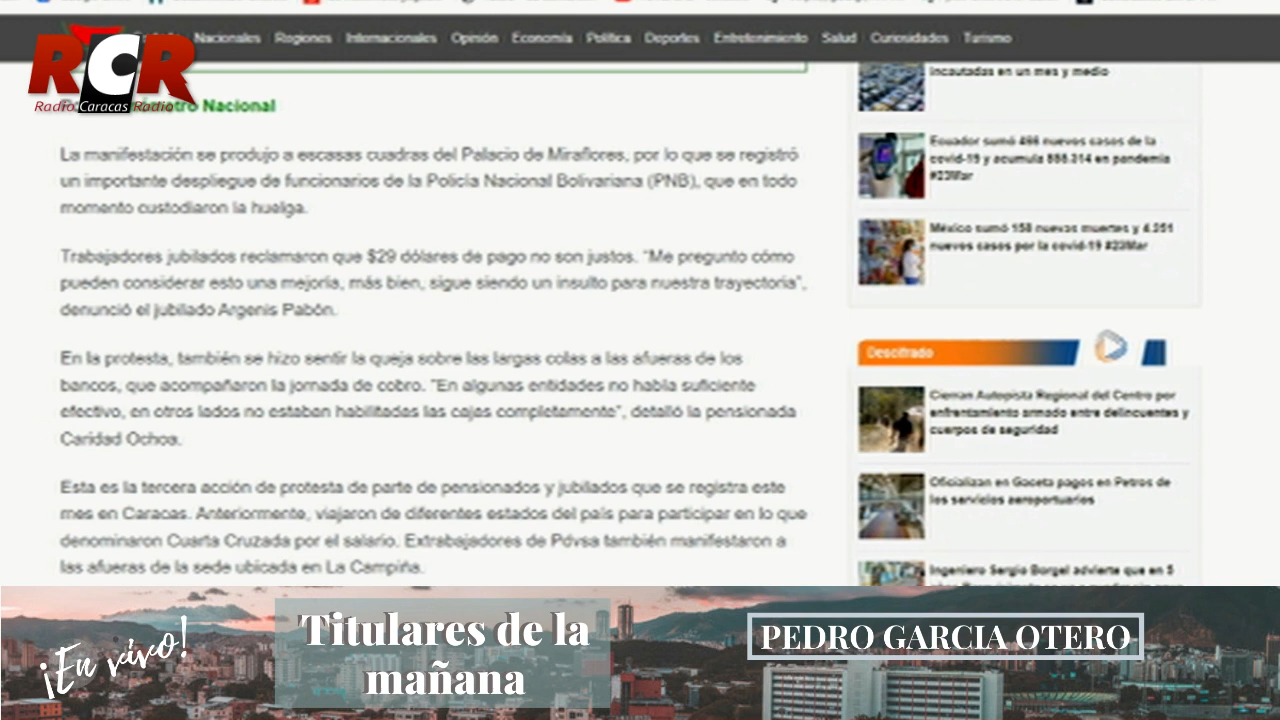 Nacionales Regiones Internacionales Opinión Economía Política Deportes Entretenimiento Salud Curiosidades Turismo
RCR
Radio Caracas Radio
Nacional
La manifestación se produjo a escasas cuadras del Palacio de Miraflores, por lo que se registró
un importante despliegue de funcionarios de la Policía Nacional Bolivariana (PNB), que en todo
momento custodiaron la huelga.
Trabajadores jubilados reclamaron que $29 dólares de pago no son justos. "Me pregunto cómo
pueden considerar esto una mejoría, más bien, sigue siendo un insulto para nuestra trayectoria",
denunció el jubilado Argenis Pabón.
En la protesta, también se hizo sentir la queja sobre las largas colas a las afueras de los
bancos, que acompañaron la jornada de cobro. "En algunas entidades no había suficiente
efectivo, en otros lados no estaban habilitadas las cajas completamente", detalló la pensionada
Caridad Ochoa.
Esta es la tercera acción de protesta de parte de pensionados y jubilados que se registra este
mes en Caracas. Anteriormente, viajaron de diferentes estados del país para participar en lo que
denominaron Cuarta Cruzada por el salario. Extrabajadores de Pdvsa también manifestaron a
las afueras de la sede ubicada en La Campiña.
incautadas en un mes y medio
Ecuador sumó nuevos casos de la
covid-19 y acumula en pandemia
#23Mar
México sumó 158 nuevas muertes y 4.251
nuevos casos por la covid-19 #23Mar
Descifrado
Cierran Autopista Regional del Centro por
enfrentamiento armado entre delincuentes y
cuerpos de seguridad
Oficializan en Gaceta pagos en Petros de
los servicios aeroportuarios
Ingeniero Sergio Borgel advierte que en 5
¡En vivo!
Titulares de la
mañana
PEDRO GARCIA OTERO